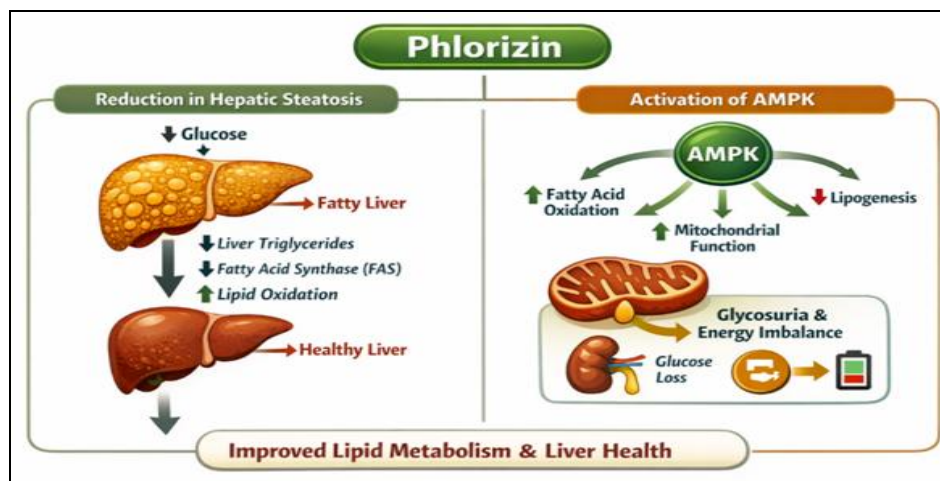 Phlorizin
Reduction in Hepatic Steatosis
Glucose
Fatty Liver
Liver Triglycerides
Fatty Acid Synthase (FAS)
Lipid Oxidation
Healthy Liver
Activation of AMPK
AMPK
Fatty Acid
Oxidation
Mitochondrial
Function
Lipogenesis
Glycosuria &
Energy Imbalance
Glucose
Loss
Improved Lipid Metabolism & Liver Health